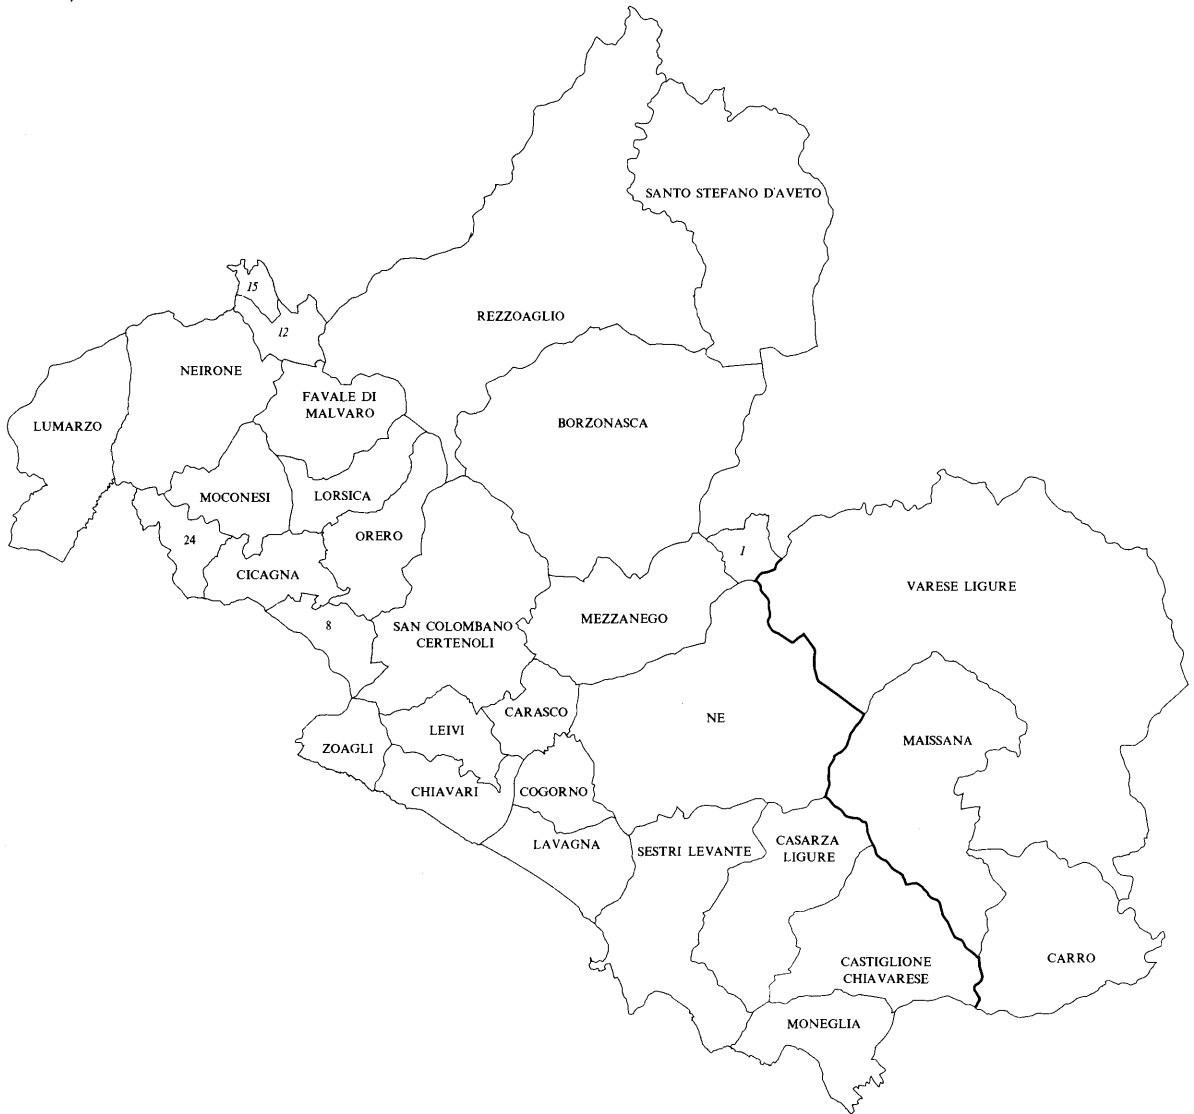 SANTO STEFANO D'AVETO
15
REZZOAGLIO
12
NEIRONE
FAVALE DI
MALVARO
LUMARZO
BORZONASCA
MOCONESI
LORSICA
ORERO
24
1
CICAGNA
VARESE LIGURE
MEZZANEGO
8
SAN COLOMBANO
CERTENOLI
CARASCO
NE
LEIVI
MAISSANA
ZOAGLI
CHIAVARI
COGORNO
LAVAGNA
SESTRI LEVANTE
CASARZA
LIGURE
CARRO
CASTIGLIONE
CHIAVARESE
MONEGLIA